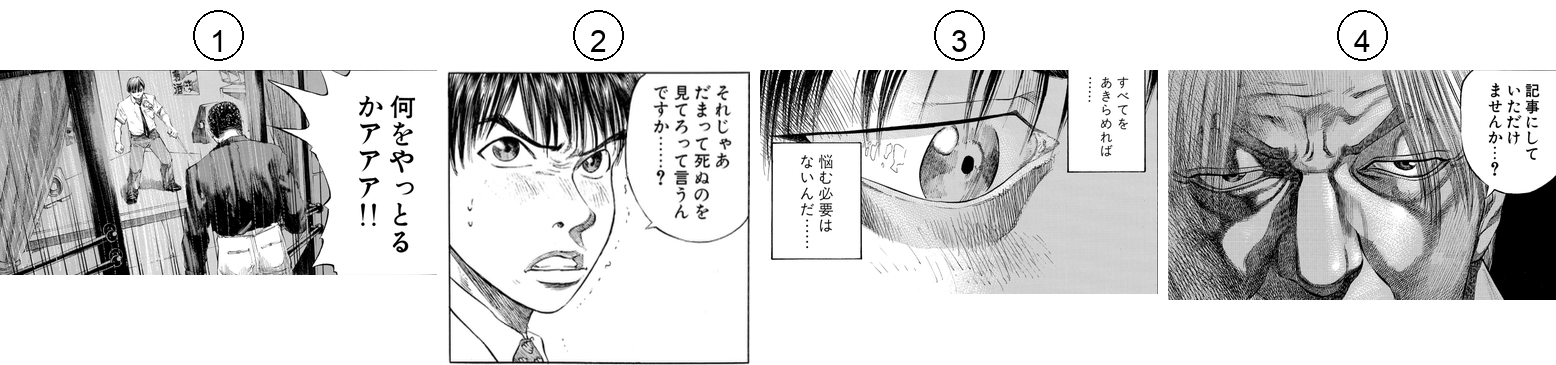 1
何をやっとる
かアアア!!
2
それじゃあ
だまって死ぬのを
見てろって言うん
ですか………?
3
すべてを
あきらめれば
……
悩む必要は
ないんだ……
4
記事にして
いただけ
ませんか…?